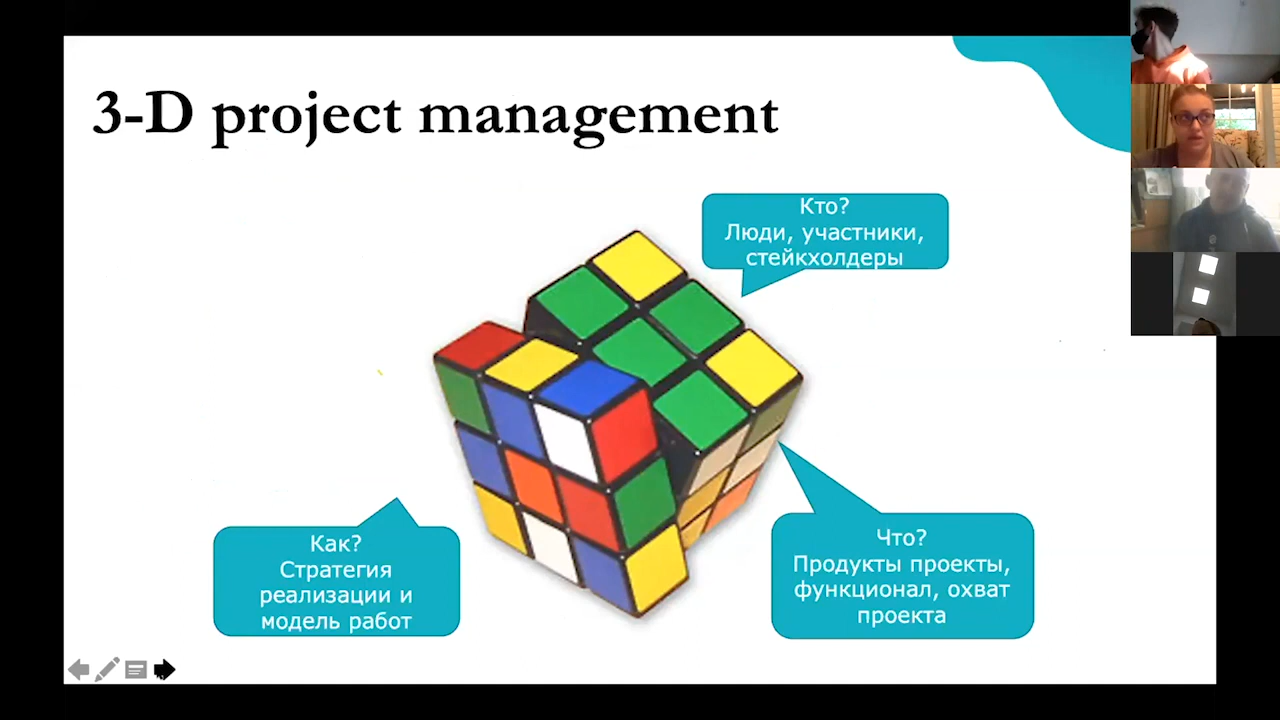 3-D project management
Кто?
Люди, участники,
стейкхолдеры
Как?
Стратегия
реализации и
модель работ
Что?
Продукты проекты,
функционал, охват
проекта